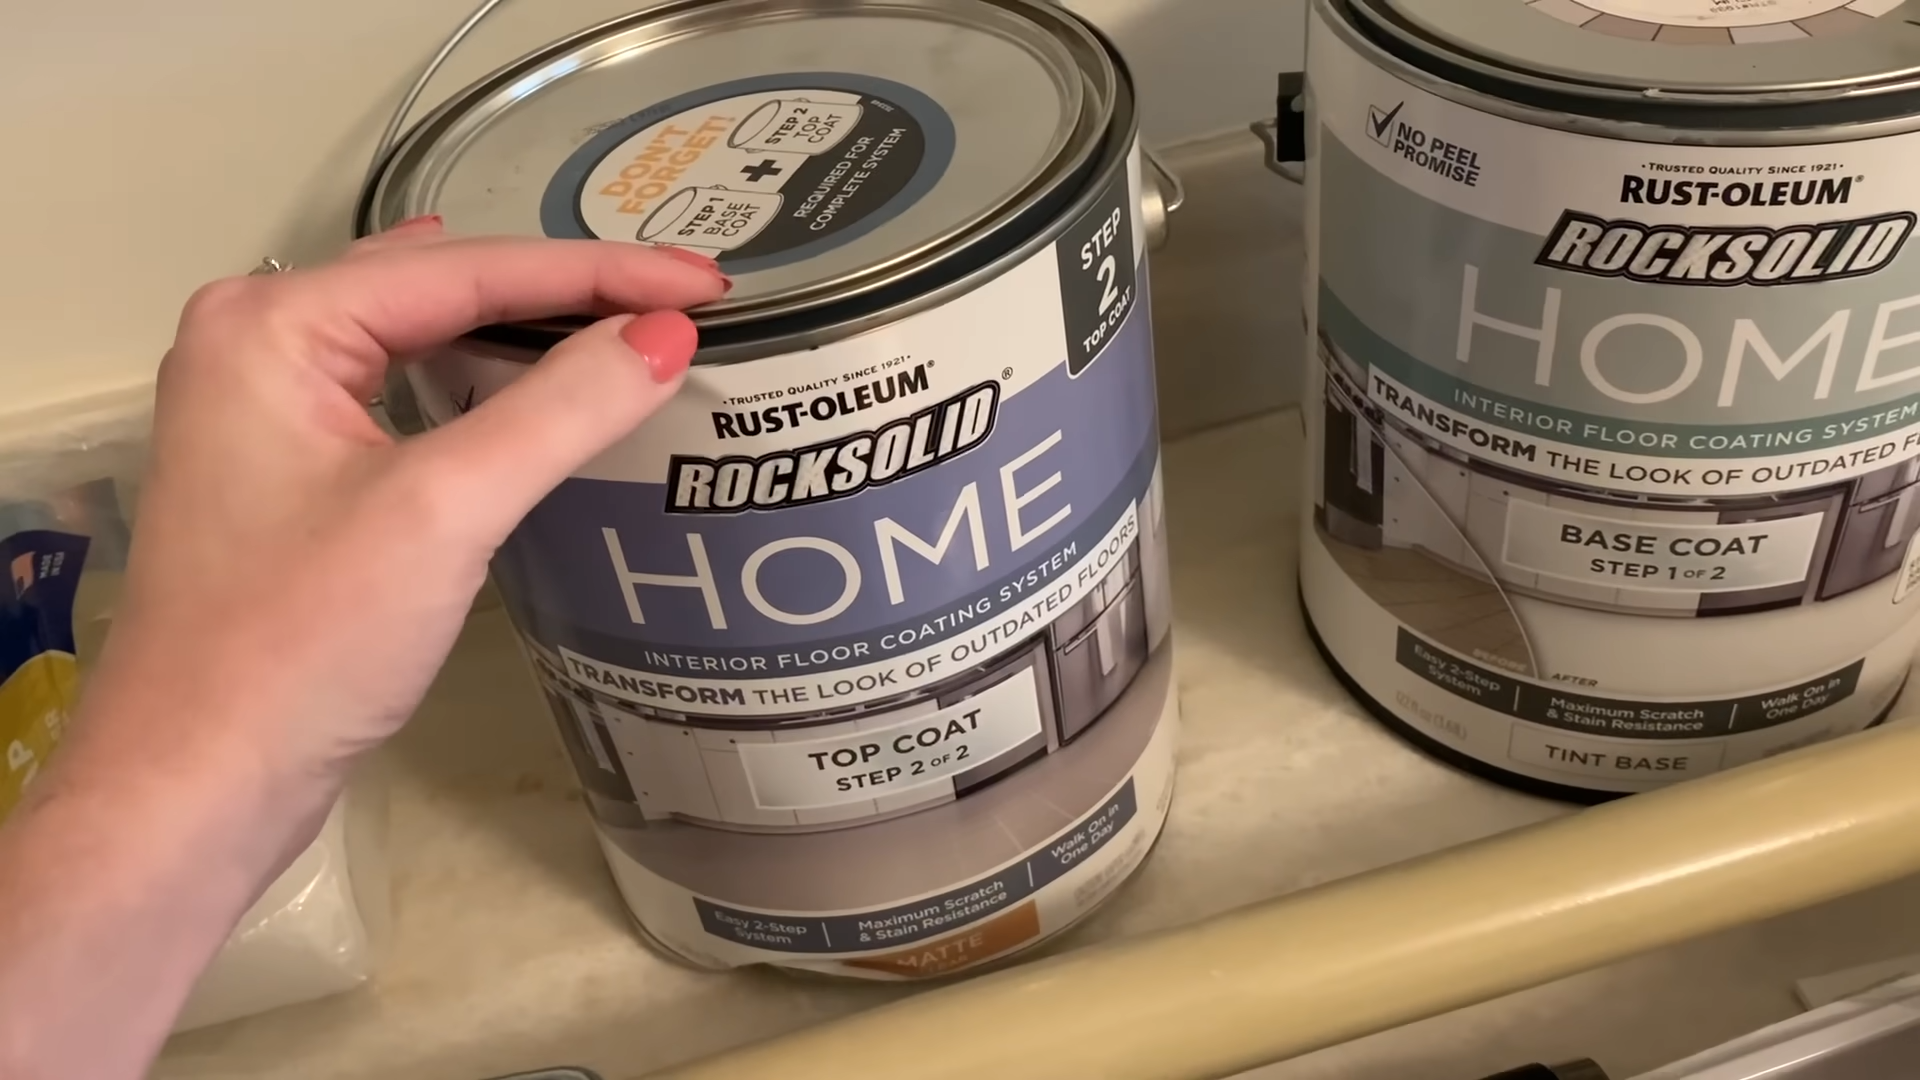 DON'T
FORGET!
STEP 1
BASE
COAT
+
STEP 2
TOP
COAT
REQUIRED FOR
COMPLETE SYSTEM
STEP
2
TOP COAT
• TRUSTED QUALITY SINCE 1921 •
RUST-OLEUM®
ROCKSOLID®
HOME
INTERIOR FLOOR COATING SYSTEM
TRANSFORM THE LOOK OF OUTDATED FLOORS
TOP COAT
STEP 2 OF 2
Easy 2-Step
System
Maximum Scratch
& Stain Resistance
Walk On in
One Day
MATTE
NO PEEL
PROMISE
• TRUSTED QUALITY SINCE 1921 •
RUST-OLEUM®
ROCKSOLID
HOME
INTERIOR FLOOR COATING SYSTEM
TRANSFORM THE LOOK OF OUTDATED
BASE COAT
STEP 1 OF 2
BEFORE
AFTER
Easy 2-Step
System
Maximum Scratch
& Stain Resistance
Walk On in
One Day
TINT BASE
MADE
IN USA